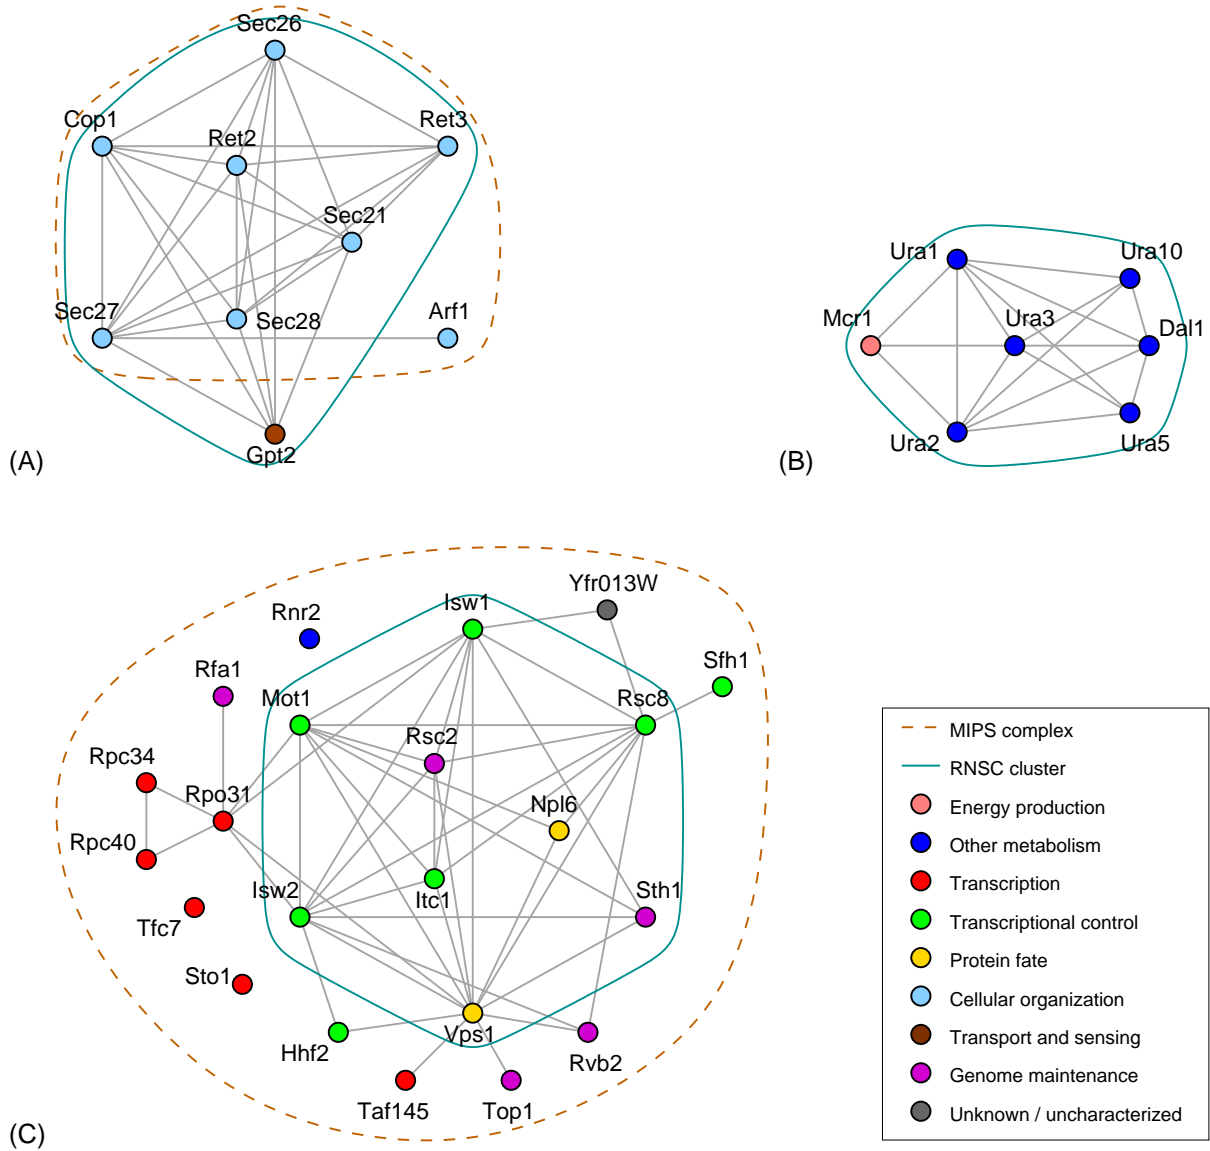 Sec26
Cop1
Ret2
Ret3
Sec21
Sec27
Sec28
Arf1
Gpt2
(A)
Ura1
Ura10
Mcr1
Ura3
Dal1
Ura2
Ura5
(B)
Yfr013W
Isw1
Rnr2
Sfh1
Rfa1
Mot1
Rsc8
Rsc2
Rpc34
Rpo31
Npl6
Rpc40
Isw2
Itc1
Sth1
Tfc7
Sto1
Vps1
Hhf2
Rvb2
Taf145
Top1
(C)
MIPS complex
RNSC cluster
Energy production
Other metabolism
Transcription
Transcriptional control
Protein fate
Cellular organization
Transport and sensing
Genome maintenance
Unknown / uncharacterized